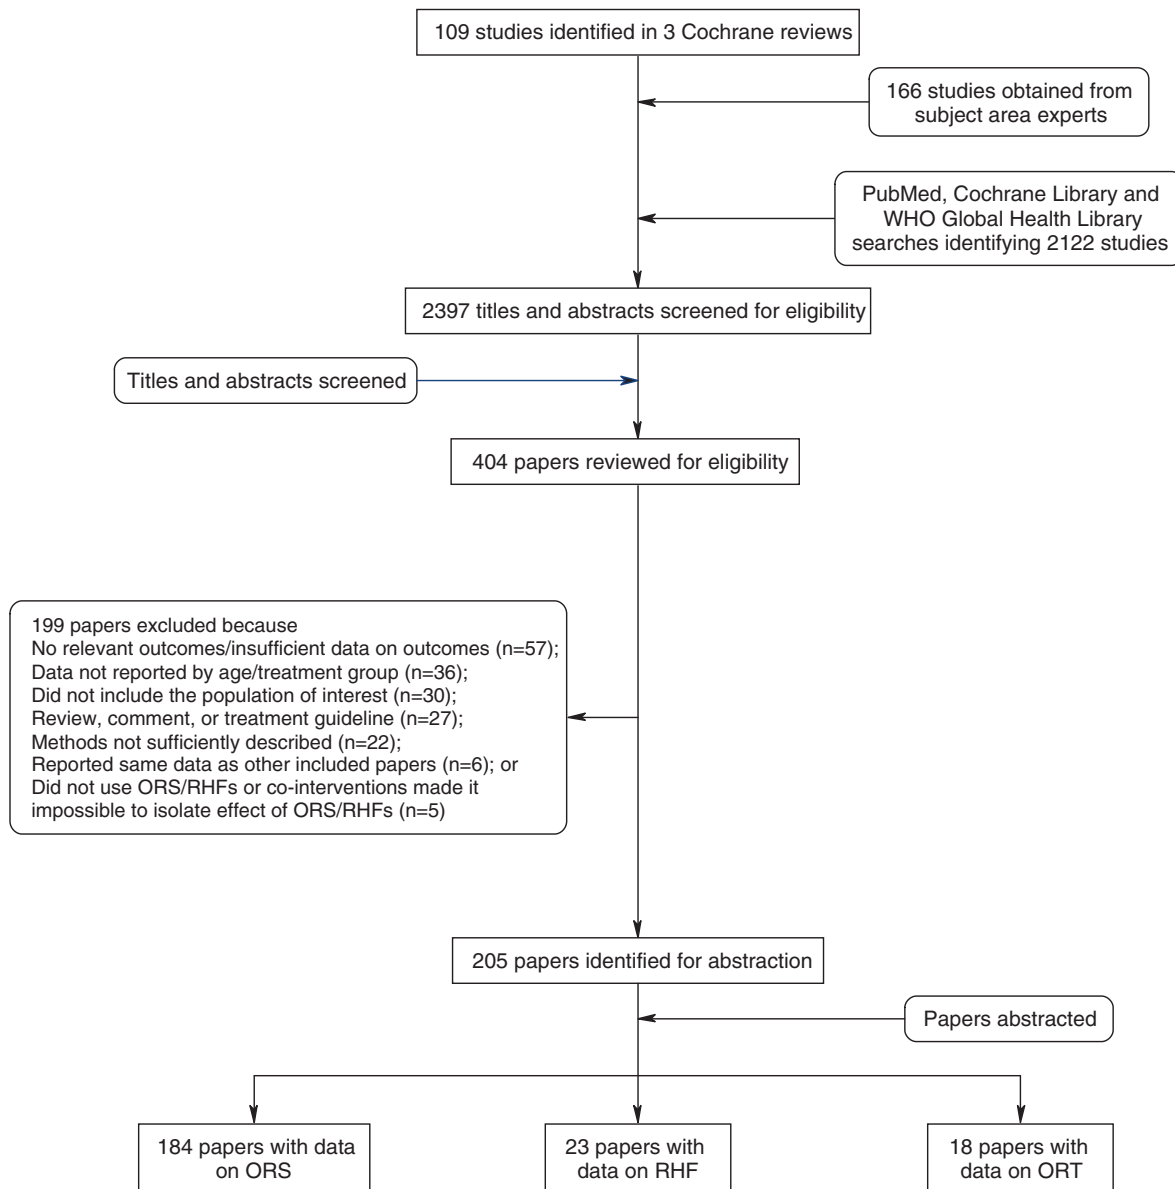 109 studies identified in 3 Cochrane reviews
166 studies obtained from
subject area experts
PubMed, Cochrane Library and
WHO Global Health Library
searches identifying 2122 studies
2397 titles and abstracts screened for eligibility
Titles and abstracts screened
404 papers reviewed for eligibility
199 papers excluded because
No relevant outcomes/insufficient data on outcomes (n=57);
Data not reported by age/treatment group (n=36);
Did not include the population of interest (n=30);
Review, comment, or treatment guideline (n=27);
Methods not sufficiently described (n=22);
Reported same data as other included papers (n=6); or
Did not use ORS/RHFs or co-interventions made it
impossible to isolate effect of ORS/RHFs (n=5)
205 papers identified for abstraction
Papers abstracted
184 papers with data
on ORS
23 papers with
data on RHF
18 papers with
data on ORT